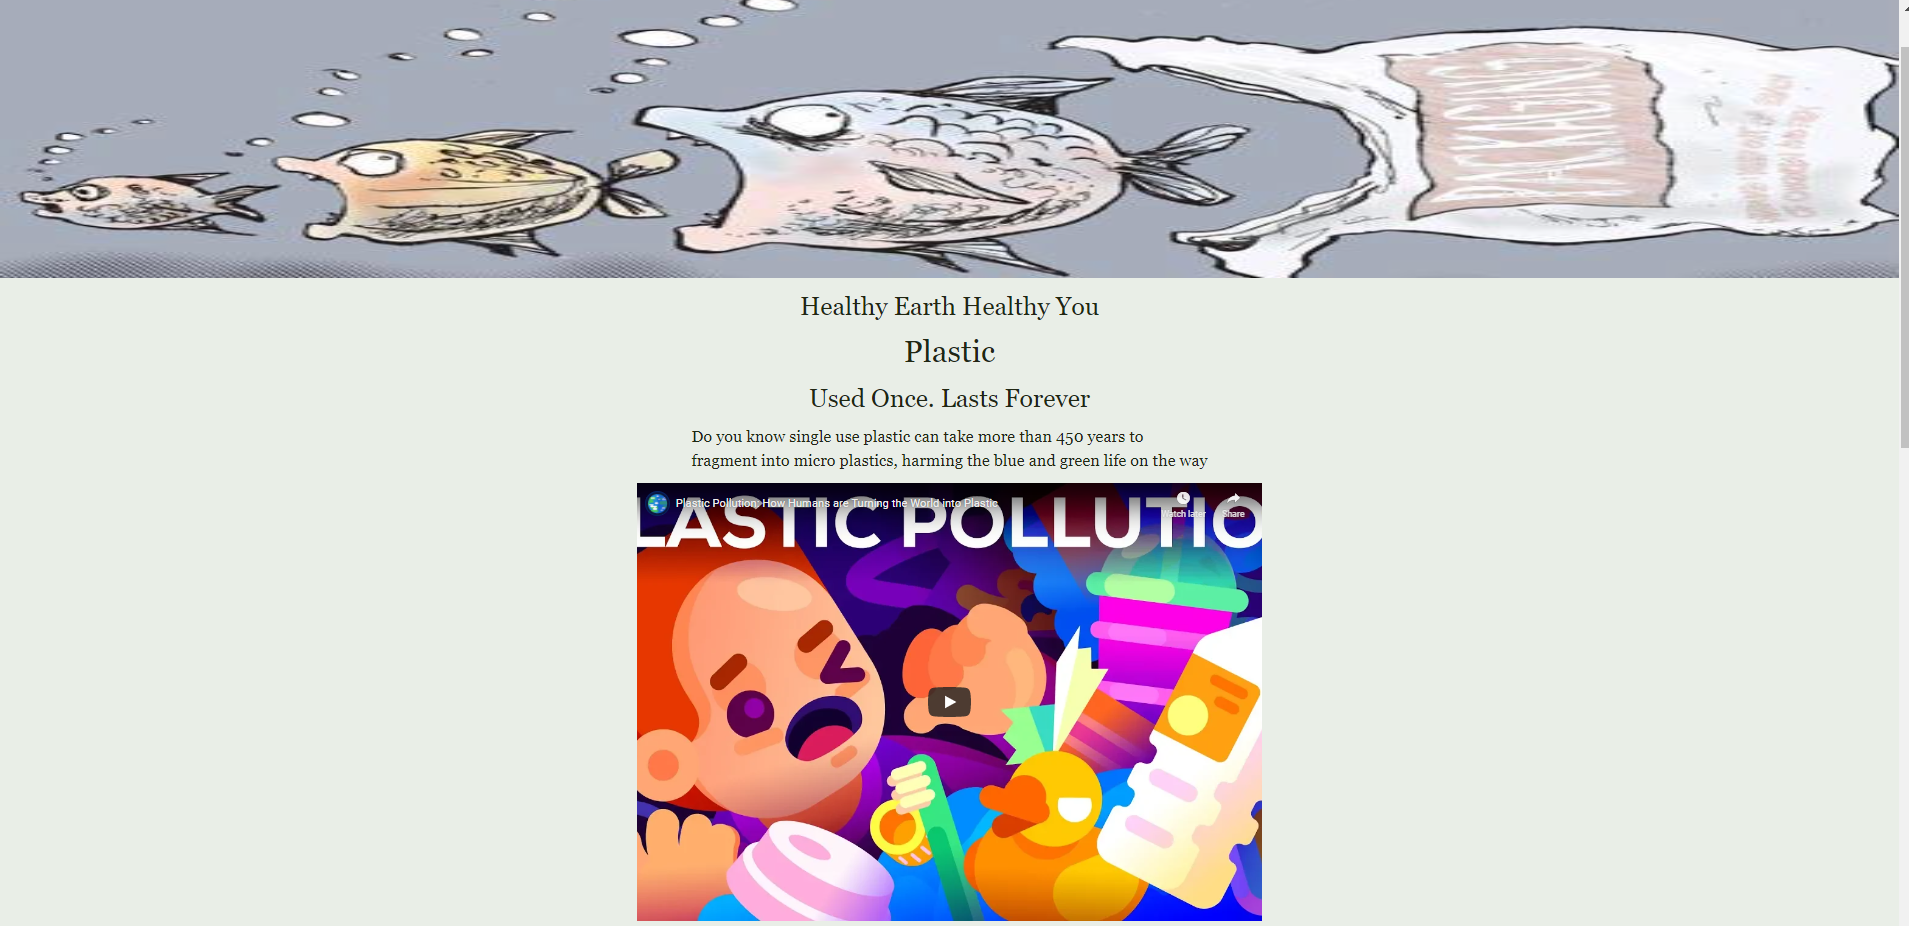 PACKAGING
Healthy Earth Healthy You
Plastic
Used Once. Lasts Forever
Do you know single use plastic can take more than 450 years to
fragment into micro plastics, harming the blue and green life on the way
Plastic Pollution: How Humans are Turning the World into Plastic
Watch later
Share
LASTIC POLLUTIO